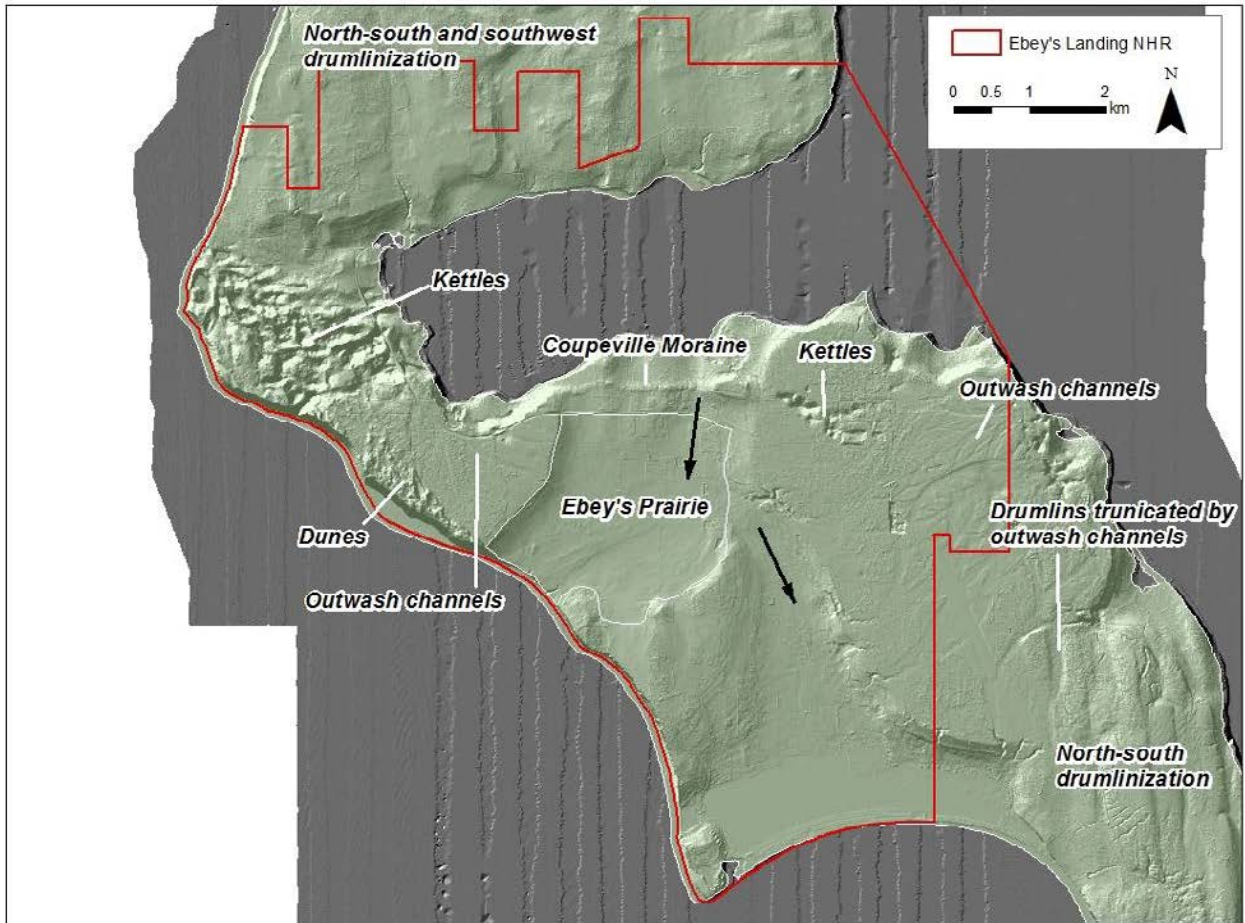 North-south and southwest
drumlinization
Ebey's Landing NHR
N
0 0.5 1 2
km
Kettles
Coupeville Moraine
Kettles
Outwash channels
Ebey's Prairie
Drumlins trunicated by
outwash channels
Dunes
Outwash channels
North-south
drumlinization